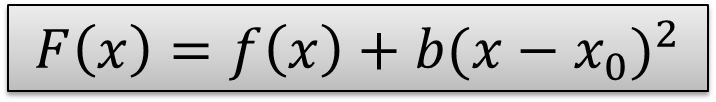 F(x) = f(x) + b(x − x₀)²